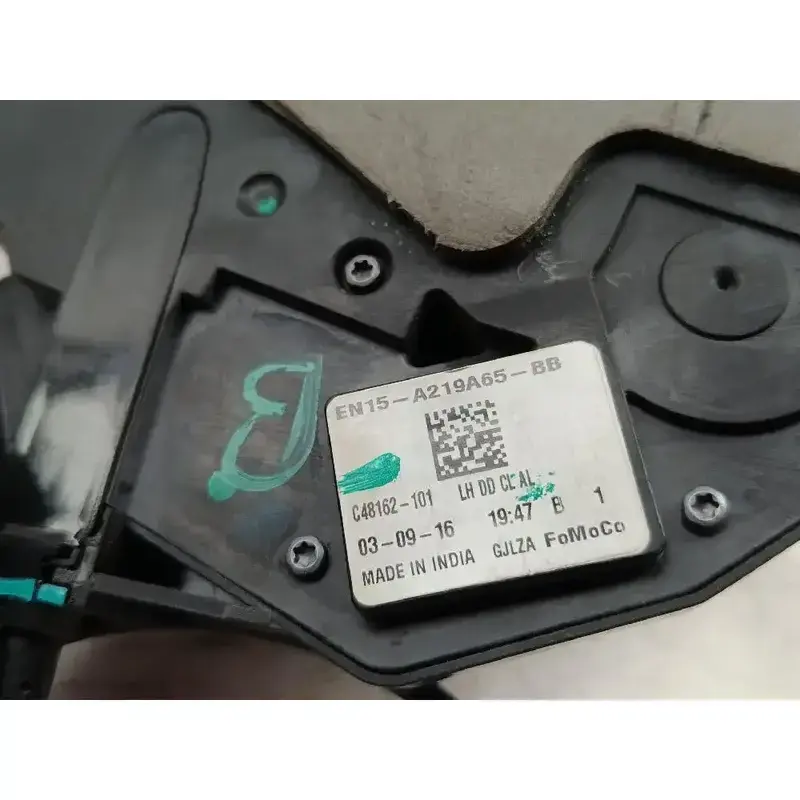 B
EN15-A219A65-BB
C48162-101 LH DD CL AL
03-09-16 19:47 B 1
MADE IN INDIA GJLZA FoMoCo